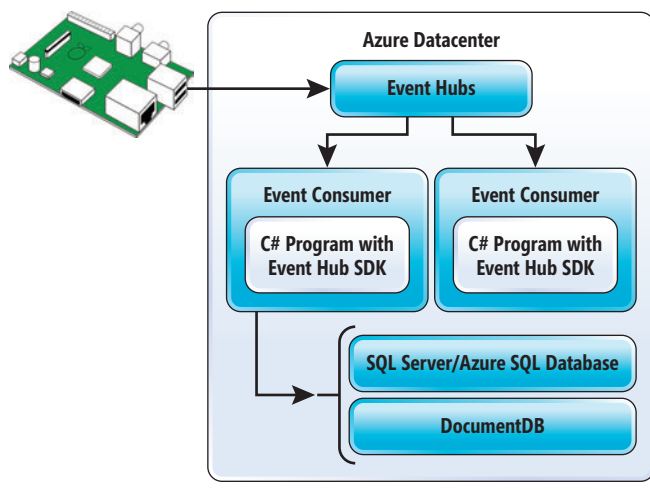 Azure Datacenter
Event Hubs
Event Consumer
C# Program with
Event Hub SDK
Event Consumer
C# Program with
Event Hub SDK
SQL Server/Azure SQL Database
DocumentDB